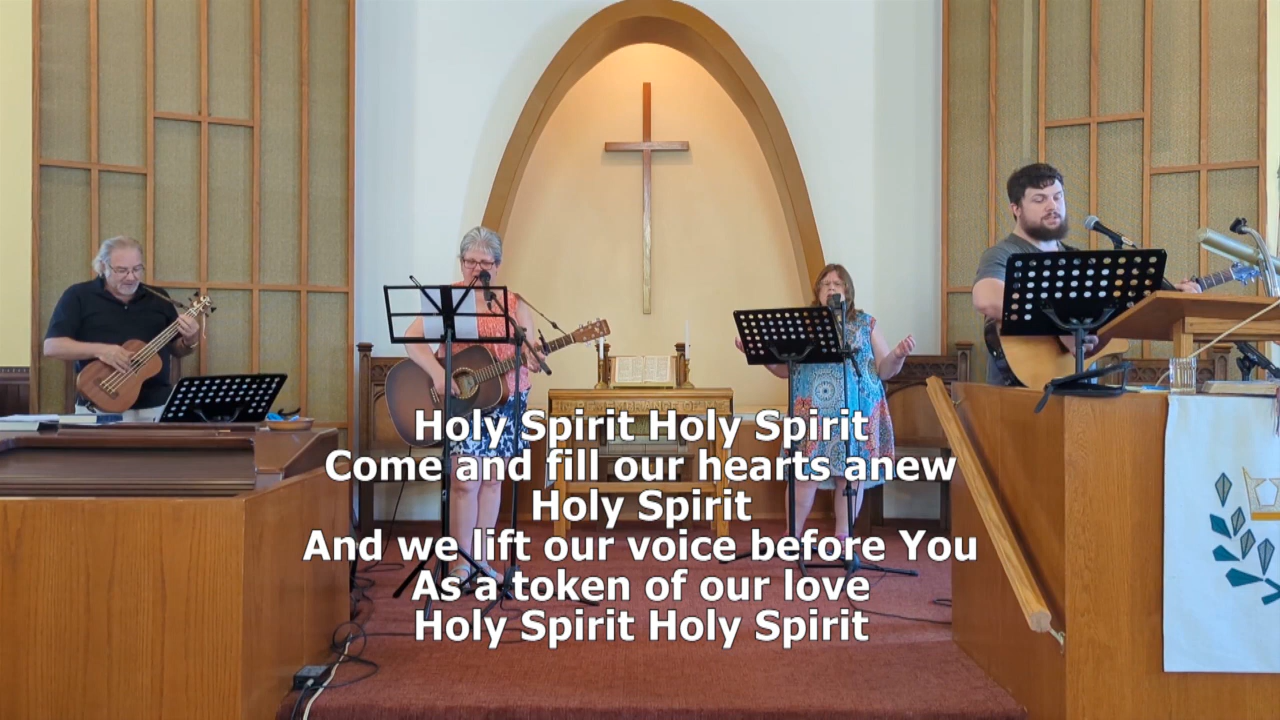 Holy Spirit Holy Spirit
Come and fill our hearts anew
Holy Spirit
And we lift our voice before You
As a token of our love
Holy Spirit Holy Spirit